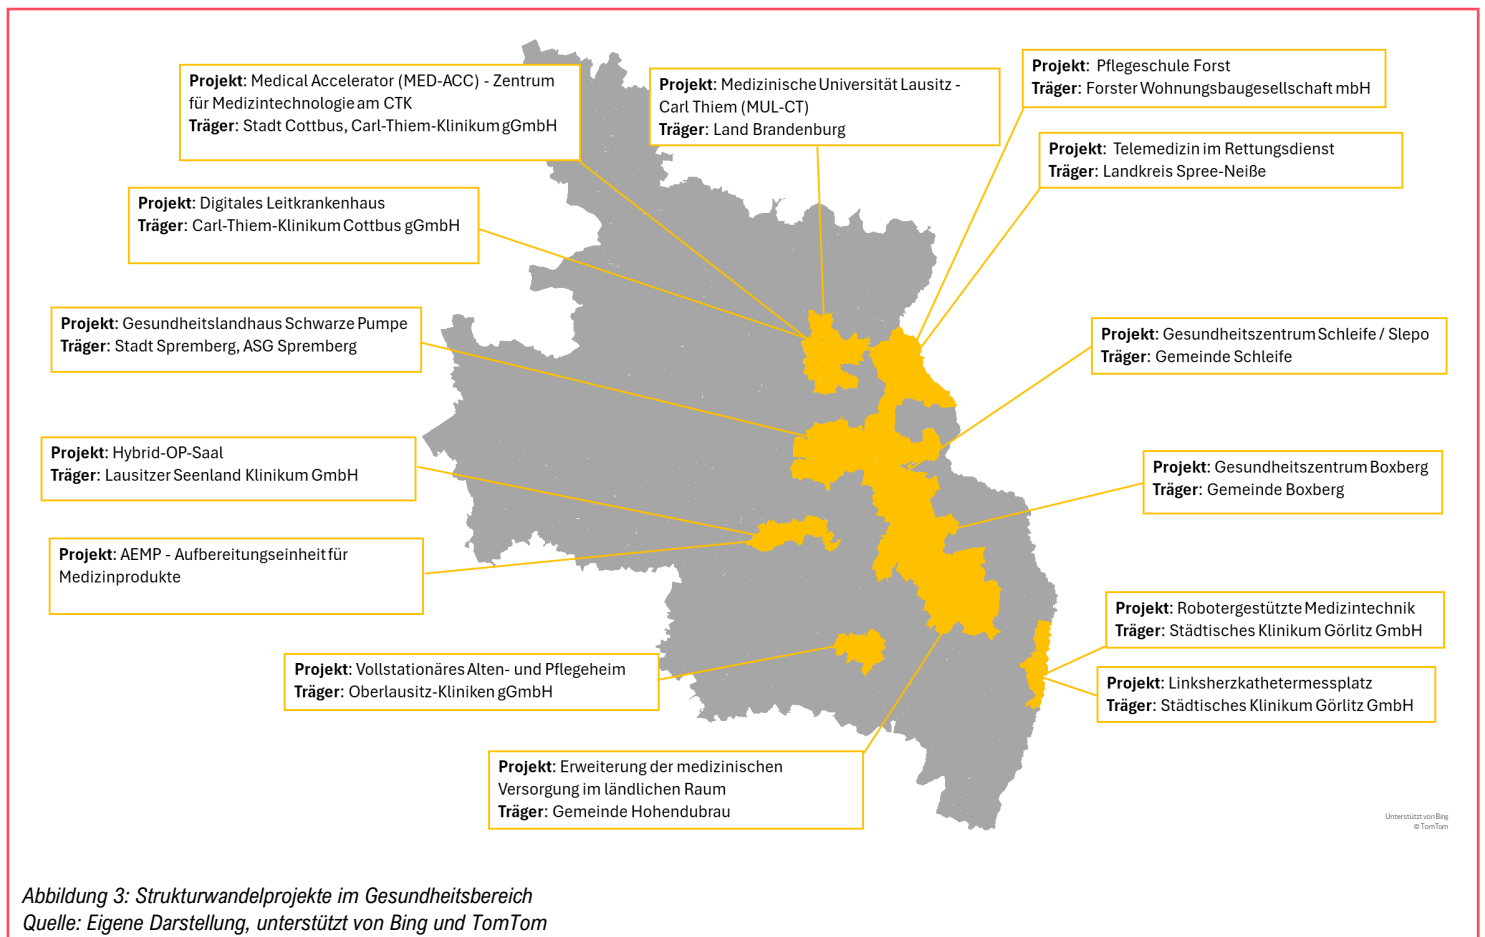 Projekt: Medical Accelerator (MED-ACC) - Zentrum
für Medizintechnologie am CTK
Träger: Stadt Cottbus, Carl-Thiem-Klinikum gGmbH
Projekt: Medizinische Universität Lausitz -
Carl Thiem (MUL-CT)
Träger: Land Brandenburg
Projekt: Pflegeschule Forst
Träger: Forster Wohnungsbaugesellschaft mbH
Projekt: Telemedizin im Rettungsdienst
Träger: Landkreis Spree-Neiße
Projekt: Digitales Leitkrankenhaus
Träger: Carl-Thiem-Klinikum Cottbus gGmbH
Projekt: Gesundheitslandhaus Schwarze Pumpe
Träger: Stadt Spremberg, ASG Spremberg
Projekt: Gesundheitszentrum Schleife / Slepo
Träger: Gemeinde Schleife
Projekt: Hybrid-OP-Saal
Träger: Lausitzer Seenland Klinikum GmbH
Projekt: Gesundheitszentrum Boxberg
Träger: Gemeinde Boxberg
Projekt: AEMP - Aufbereitungseinheit für
Medizinprodukte
Projekt: Robotergestützte Medizintechnik
Träger: Städtisches Klinikum Görlitz GmbH
Projekt: Vollstationäres Alten- und Pflegeheim
Träger: Oberlausitz-Kliniken gGmbH
Projekt: Linksherzkathetermessplatz
Träger: Städtisches Klinikum Görlitz GmbH
Projekt: Erweiterung der medizinischen
Versorgung im ländlichen Raum
Träger: Gemeinde Hohendubrau
Unterstützt von Bing
© TomTom
Abbildung 3: Strukturwandelprojekte im Gesundheitsbereich
Quelle: Eigene Darstellung, unterstützt von Bing und TomTom